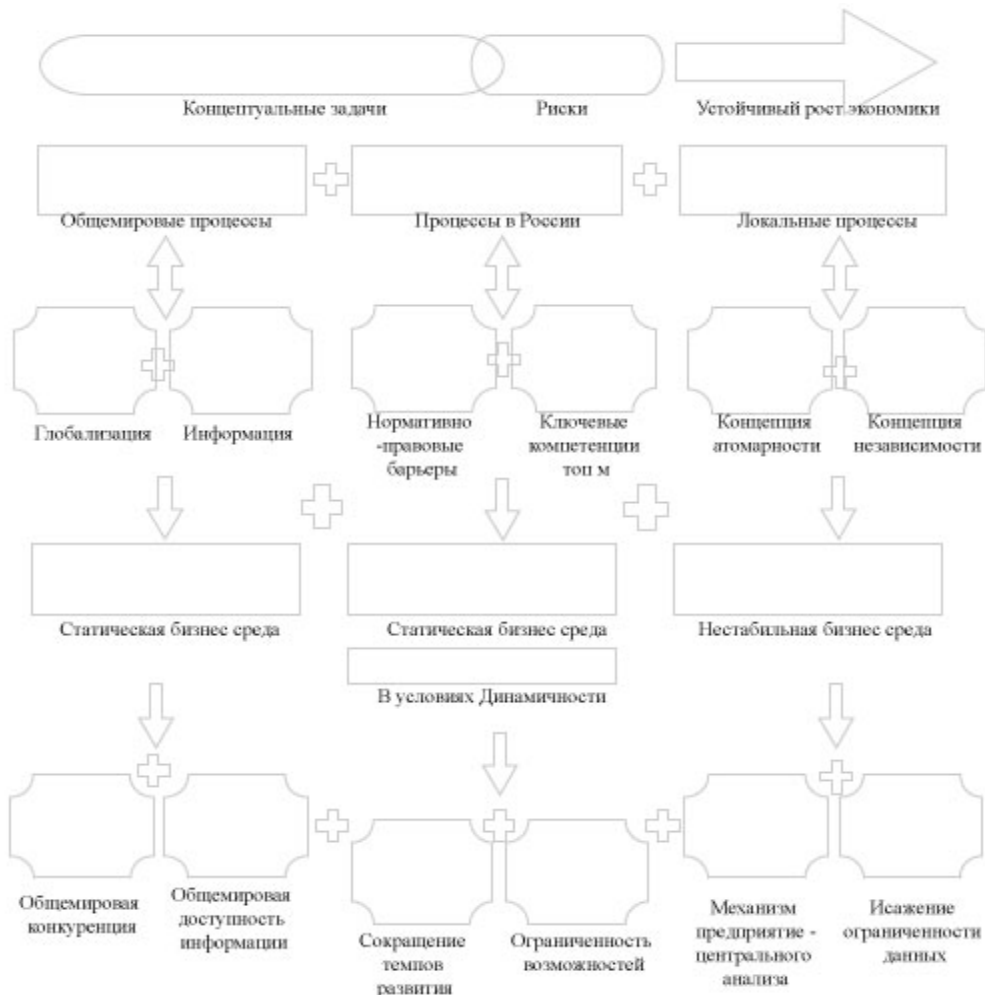 Концептуальные задачи
Риски
Устойчивый рост экономики
Общемировые процессы
Процессы в России
Локальные процессы
Глобализация
Информация
Нормативно
-правовые
барьеры
Ключевые
компетенции
топ м
Концепция
атомарности
Концепция
независимости
Статическая бизнес среда
Статическая бизнес среда
Нестабильная бизнес среда
В условиях Динамичности
Общемировая
конкуренция
Общемировая
доступность
информации
Сокращение
темпов
развития
Ограниченность
возможностей
Механизм
предприятие -
центрального
анализа
Исажение
ограниченности
данных